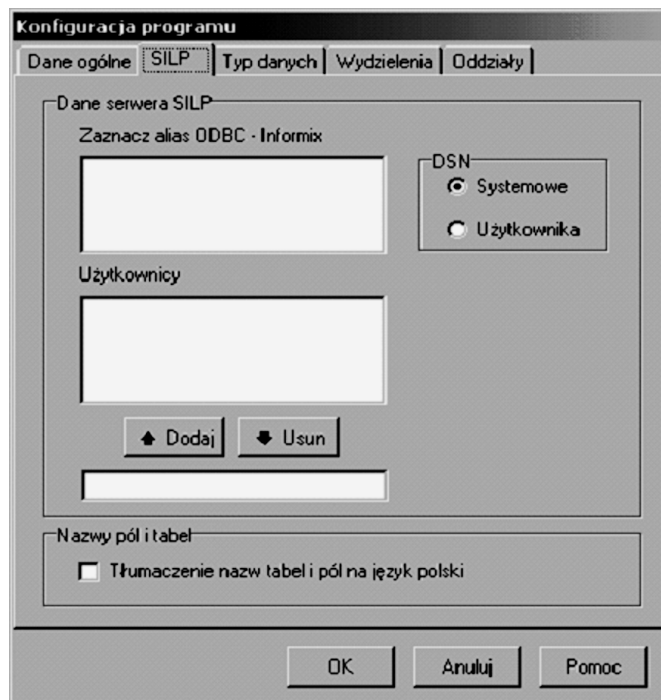 Konfiguracja programu
Dane ogólne SILP Typ danych Wydzielenia Oddziały
Dane serwera SILP
Zaznacz alias ODBC - Informix
DSN
Systemowe
Użytkownika
Użytkownicy
Dodaj Usun
Nazwy pól i tabel
Tłumaczenie nazw tabel i pól na język polski
OK Anuluj Pomoc